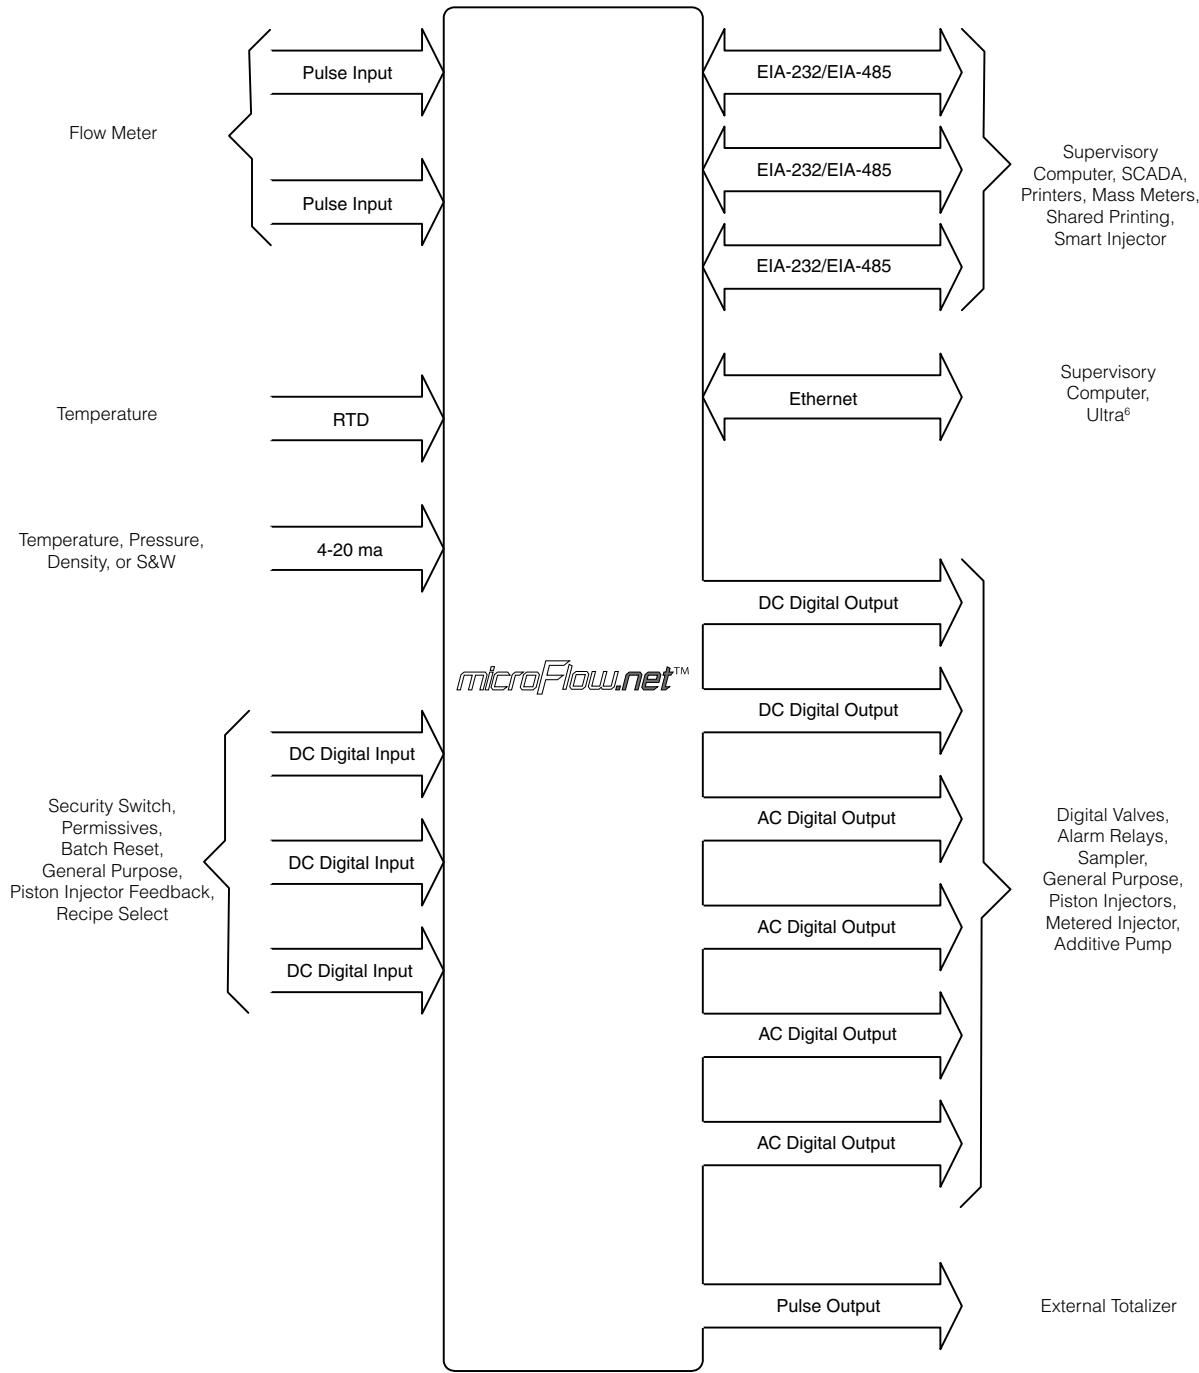 Flow Meter
Pulse Input
Pulse Input
Temperature
RTD
Temperature, Pressure,
Density, or S&W
4-20 ma
Security Switch,
Permissives,
Batch Reset,
General Purpose,
Piston Injector Feedback,
Recipe Select
DC Digital Input
DC Digital Input
DC Digital Input
microFlow.net™
EIA-232/EIA-485
EIA-232/EIA-485
EIA-232/EIA-485
Supervisory
Computer, SCADA,
Printers, Mass Meters,
Shared Printing,
Smart Injector
Ethernet
Supervisory
Computer,
Ultra⁶
DC Digital Output
DC Digital Output
AC Digital Output
AC Digital Output
AC Digital Output
AC Digital Output
Digital Valves,
Alarm Relays,
Sampler,
General Purpose,
Piston Injectors,
Metered Injector,
Additive Pump
Pulse Output
External Totalizer